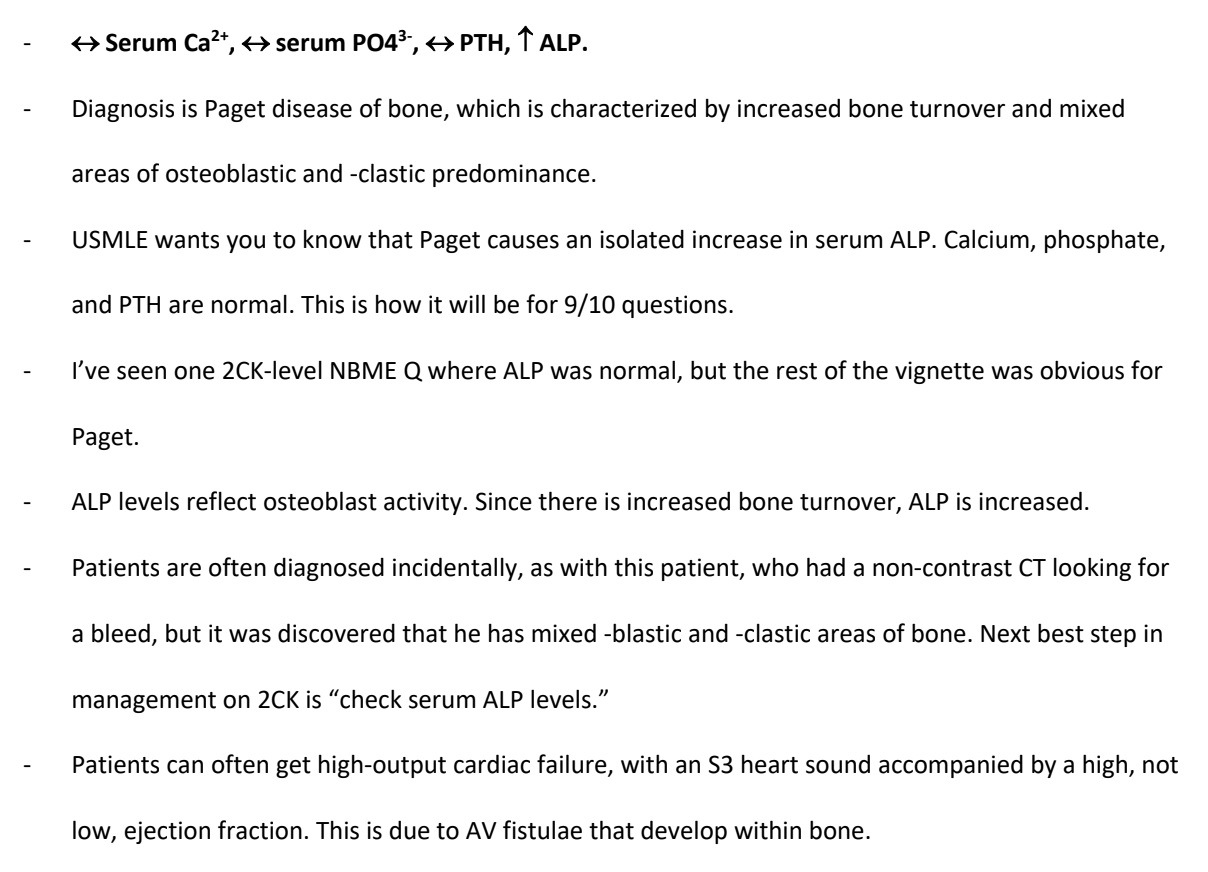 - ↔ Serum Ca²⁺, ↔ serum PO4³⁻, ↔ PTH, ↑ ALP.
- Diagnosis is Paget disease of bone, which is characterized by increased bone turnover and mixed
areas of osteoblastic and -clastic predominance.
- USMLE wants you to know that Paget causes an isolated increase in serum ALP. Calcium, phosphate,
and PTH are normal. This is how it will be for 9/10 questions.
- I’ve seen one 2CK-level NBME Q where ALP was normal, but the rest of the vignette was obvious for
Paget.
- ALP levels reflect osteoblast activity. Since there is increased bone turnover, ALP is increased.
- Patients are often diagnosed incidentally, as with this patient, who had a non-contrast CT looking for
a bleed, but it was discovered that he has mixed -blastic and -clastic areas of bone. Next best step in
management on 2CK is “check serum ALP levels.”
- Patients can often get high-output cardiac failure, with an S3 heart sound accompanied by a high, not
low, ejection fraction. This is due to AV fistulae that develop within bone.